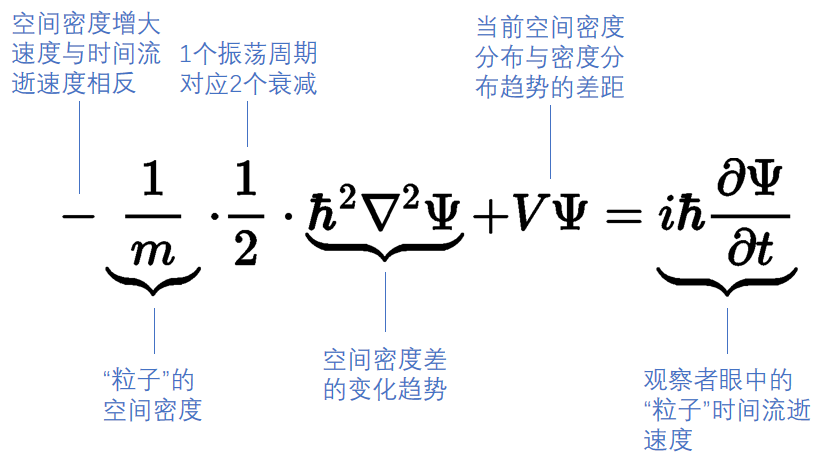 空间密度增大
速度与时间流
逝速度相反
1个振荡周期
对应2个衰减
当前空间密度
分布与密度分
布趋势的差距
− 1/m · 1/2 · ℏ²∇²Ψ + VΨ = iℏ ∂Ψ/∂t
“粒子”的
空间密度
空间密度差
的变化趋势
观察者眼中的
“粒子”时间流逝
速度